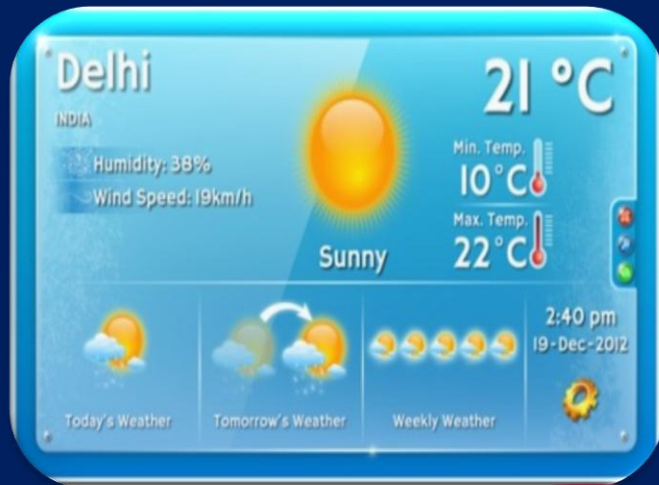 Delhi
INDIA
Humidity: 38%
Wind Speed: 19km/h
Sunny
21 °C
Min. Temp.
10°C
Max. Temp.
22°C
Today's Weather
Tomorrow's Weather
Weekly Weather
2:40 pm
19-Dec-2012